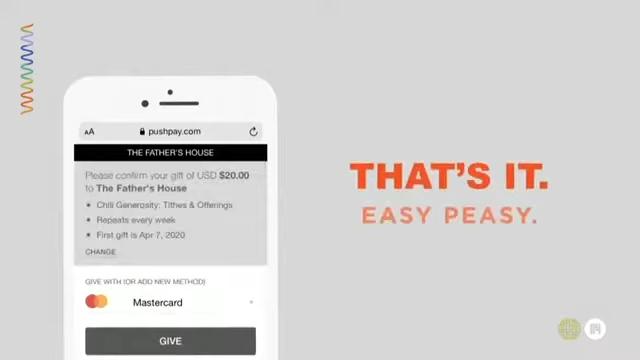 AA pushpay.com
THE FATHER'S HOUSE
Please confirm your gift of USD $20.00
to The Father's House
Chili Generosity: Tithes & Offerings
Repeats every week
First gift is Apr 7, 2020
CHANGE
GIVE WITH (OR ADD NEW METHOD)
Mastercard
GIVE
THAT'S IT.
EASY PEASY.